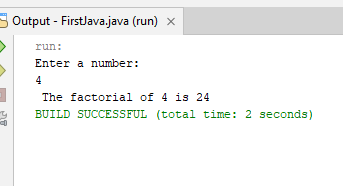 Output - FirstJava.java (run)
run:
Enter a number:
4
 The factorial of 4 is 24
BUILD SUCCESSFUL (total time: 2 seconds)